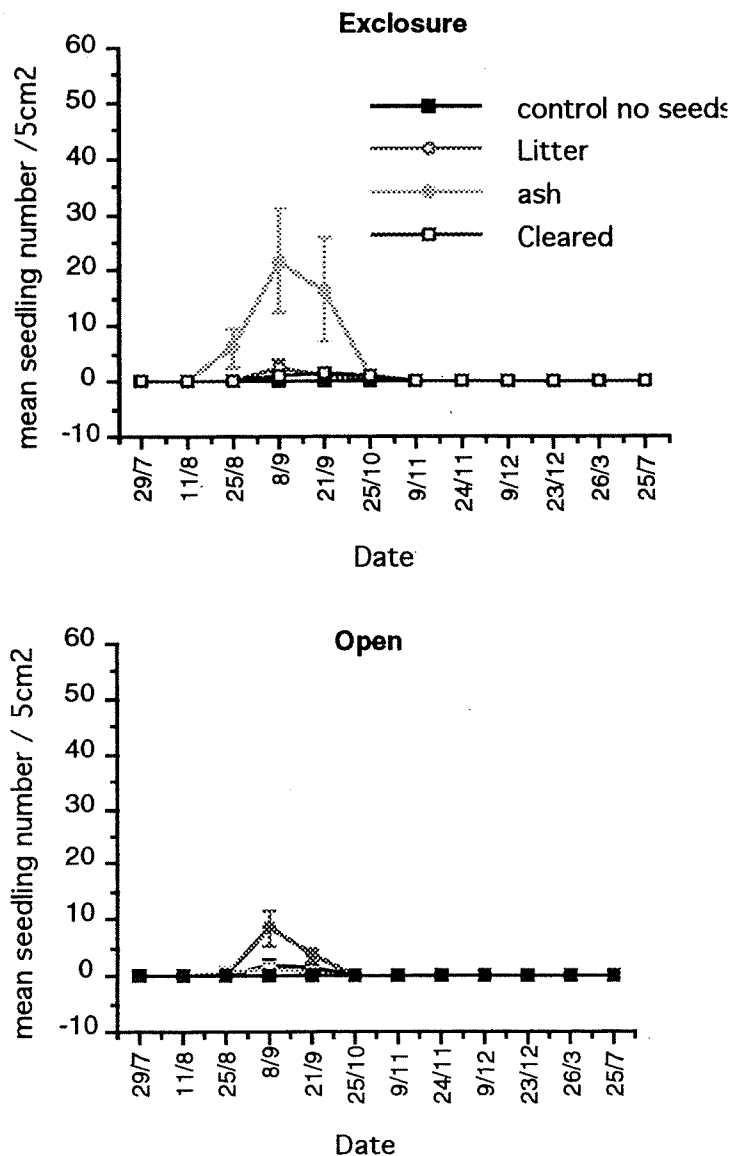 Exclosure
60
50
40
30
20
10
0
-10
mean seedling number /5cm2
control no seeds
Litter
ash
Cleared
29/7 11/8 25/8 8/9 21/9 25/10 9/11 24/11 9/12 23/12 26/3 25/7
Date
Open
60
50
40
30
20
10
0
-10
mean seedling number / 5cm2
29/7 11/8 25/8 8/9 21/9 25/10 9/11 24/11 9/12 23/12 26/3 25/7
Date